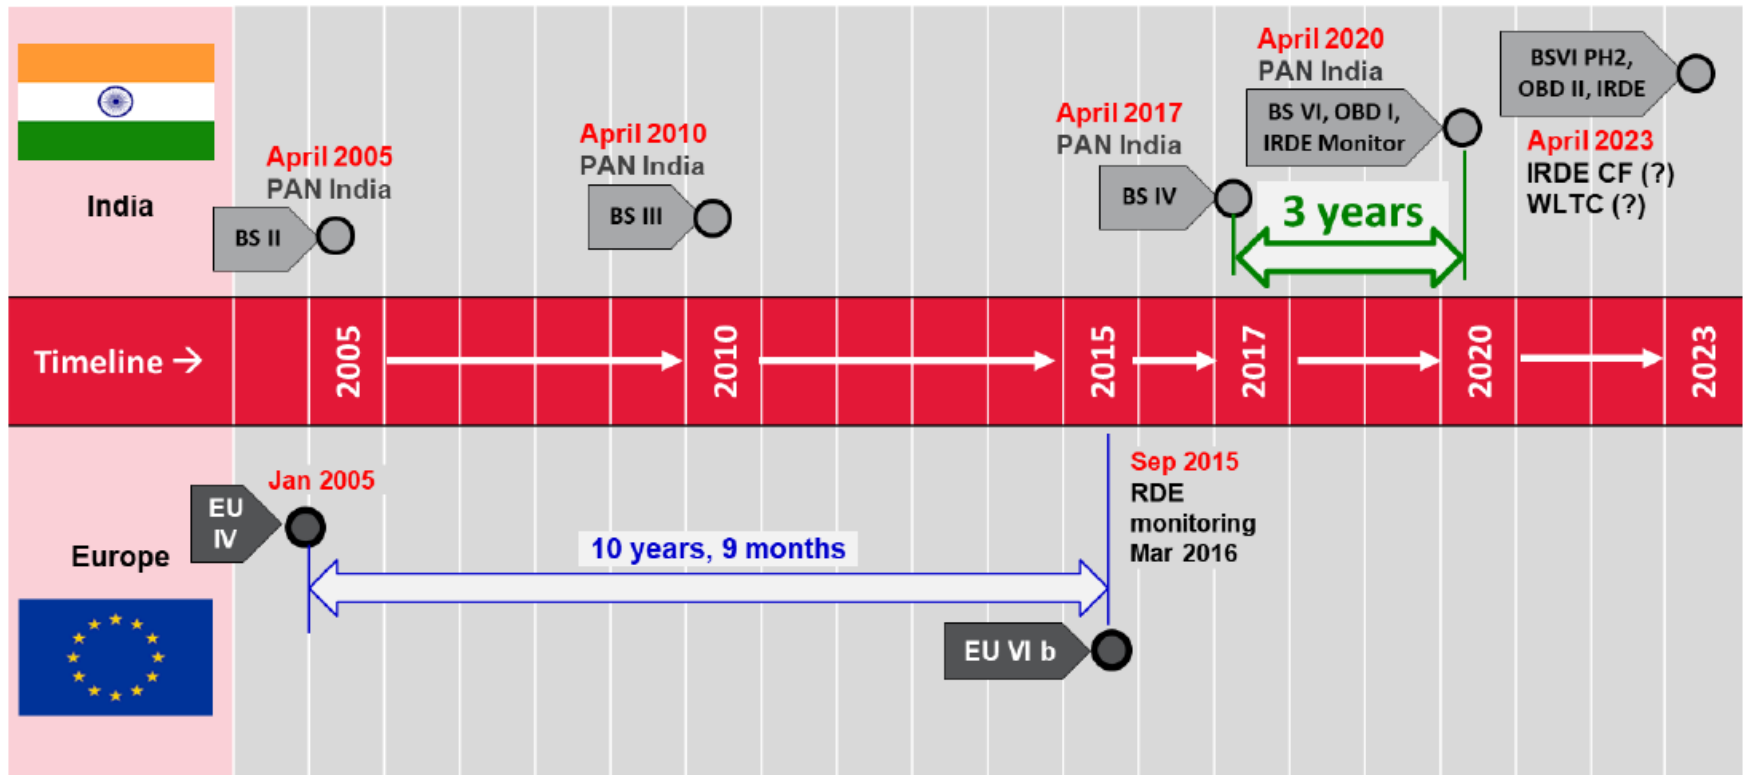 India
April 2005
PAN India
BS II
April 2010
PAN India
BS III
April 2017
PAN India
BS IV
April 2020
PAN India
BS VI, OBD I,
IRDE Monitor
3 years
BSVI PH2,
OBD II, IRDE
April 2023
IRDE CF (?)
WLTC (?)
Timeline →
2005
2010
2015
2017
2020
2023
Europe
EU
IV
Jan 2005
10 years, 9 months
EU VI b
Sep 2015
RDE
monitoring
Mar 2016